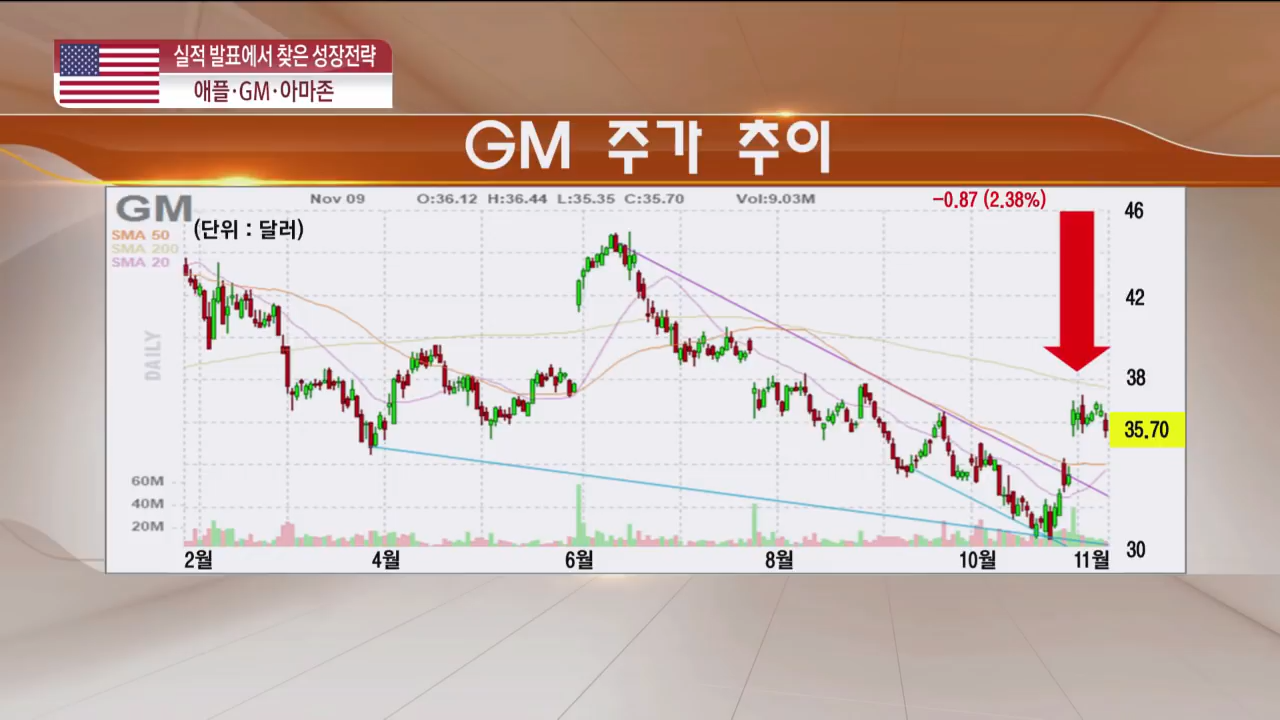 실적 발표에서 찾은 성장전략
애플·GM·아마존
GM 주가 추이
GM
(단위 : 달러)
Nov 09 O:36.12 H:36.44 L:35.35 C:35.70 Vol:9.03M
-0.87 (2.38%)
SMA 50
SMA 200
SMA 20
DAILY
46
42
38
35.70
30
60M
40M
20M
2월 4월 6월 8월 10월 11월